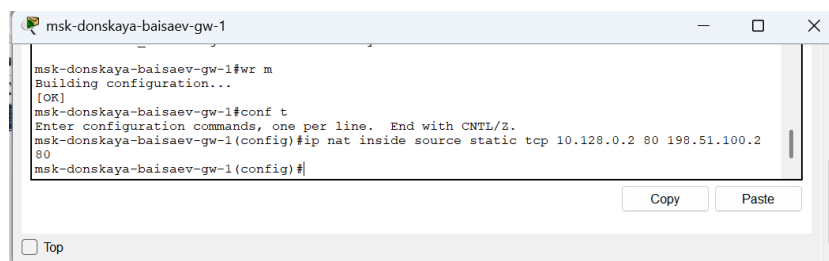 msk-donskaya-baisaev-gw-1
msk-donskaya-baisaev-gw-1#wr m
Building configuration...
[OK]
msk-donskaya-baisaev-gw-1#conf t
Enter configuration commands, one per line.  End with CNTL/Z.
msk-donskaya-baisaev-gw-1(config)#ip nat inside source static tcp 10.128.0.2 80 198.51.100.2
80
msk-donskaya-baisaev-gw-1(config)#
Copy Paste
Top